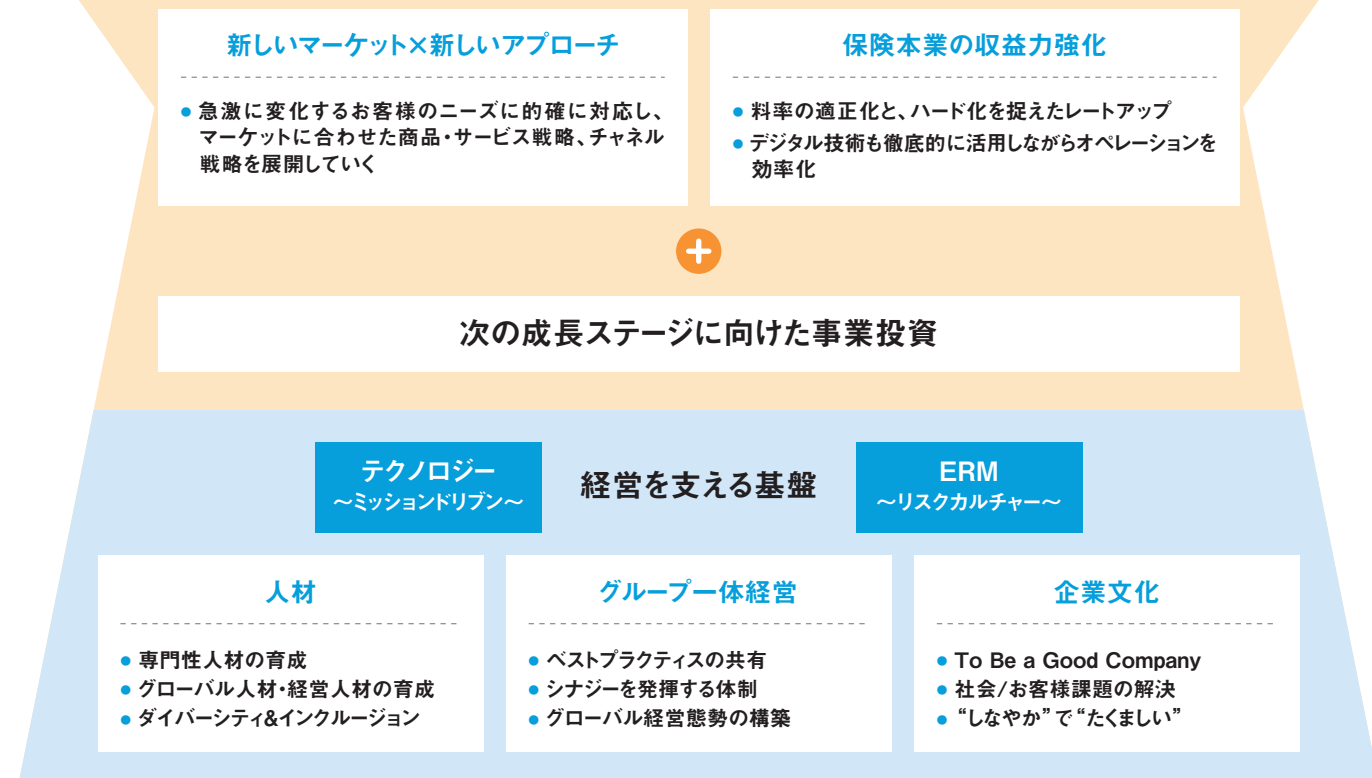 新しいマーケット×新しいアプローチ
● 急激に変化するお客様のニーズに的確に対応し、
マーケットに合わせた商品・サービス戦略、チャネル
戦略を展開していく
保険本業の収益力強化
● 料率の適正化と、ハード化を捉えたレートアップ
● デジタル技術も徹底的に活用しながらオペレーションを
効率化
+
次の成長ステージに向けた事業投資
テクノロジー
～ミッションドリブン～
経営を支える基盤
ERM
～リスクカルチャー～
人材
● 専門性人材の育成
● グローバル人材・経営人材の育成
● ダイバーシティ&インクルージョン
グループ一体経営
● ベストプラクティスの共有
● シナジーを発揮する体制
● グローバル経営態勢の構築
企業文化
● To Be a Good Company
● 社会/お客様課題の解決
● “しなやか”で“たくましい”